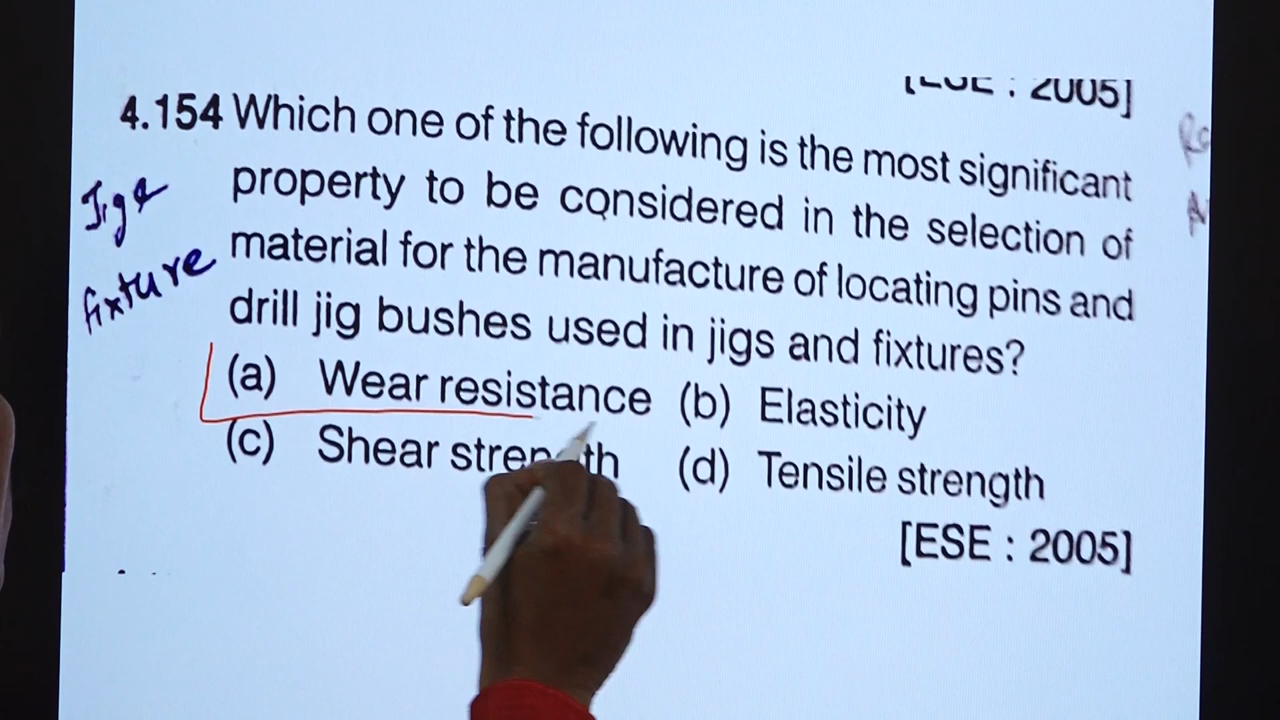 : 2005]
4.154 Which one of the following is the most significant
property to be considered in the selection of
Jig &
material for the manufacture of locating pins and
fixture
drill jig bushes used in jigs and fixtures?
(a) Wear resistance (b) Elasticity
(c) Shear strength (d) Tensile strength
[ESE : 2005]